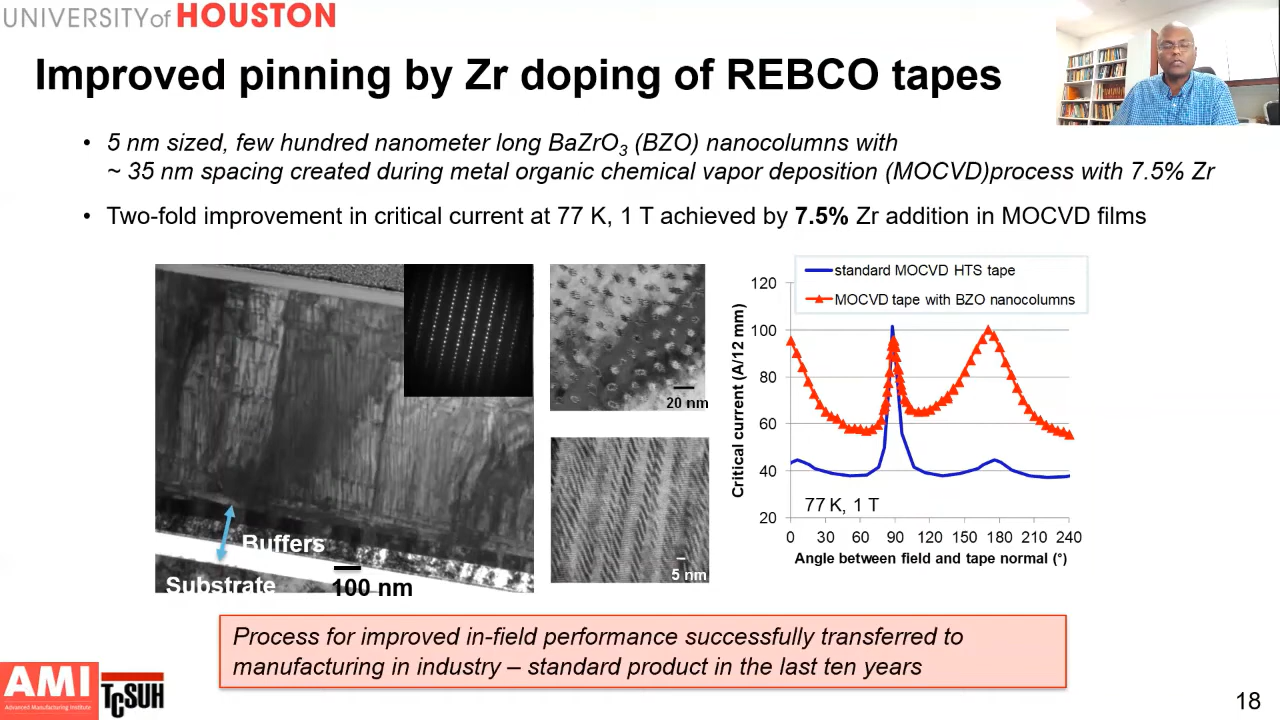 UNIVERSITY of HOUSTON
Improved pinning by Zr doping of REBCO tapes
• 5 nm sized, few hundred nanometer long BaZrO3 (BZO) nanocolumns with
~ 35 nm spacing created during metal organic chemical vapor deposition (MOCVD)process with 7.5% Zr
• Two-fold improvement in critical current at 77 K, 1 T achieved by 7.5% Zr addition in MOCVD films
Buffers
Substrate
100 nm
20 nm
5 nm
standard MOCVD HTS tape
MOCVD tape with BZO nanocolumns
Critical current (A/12 mm)
120
100
80
60
40
20
77 K, 1 T
0 30 60 90 120 150 180 210 240
Angle between field and tape normal (°)
Process for improved in-field performance successfully transferred to
manufacturing in industry – standard product in the last ten years
AMI
Advanced Manufacturing Institute
TCSUH
18